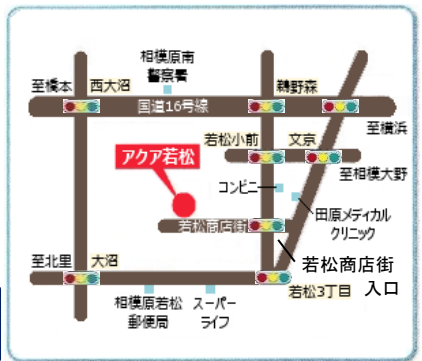 相模原南
警察署
至橋本
西大沼
鵜野森
国道16号線
至横浜
若松小前
文京
アクア若松
至相模大野
コンビニ
田原メディカル
クリニック
若松商店街
至北里
大沼
若松商店街
入口
若松3丁目
相模原若松
郵便局
スーパー
ライフ